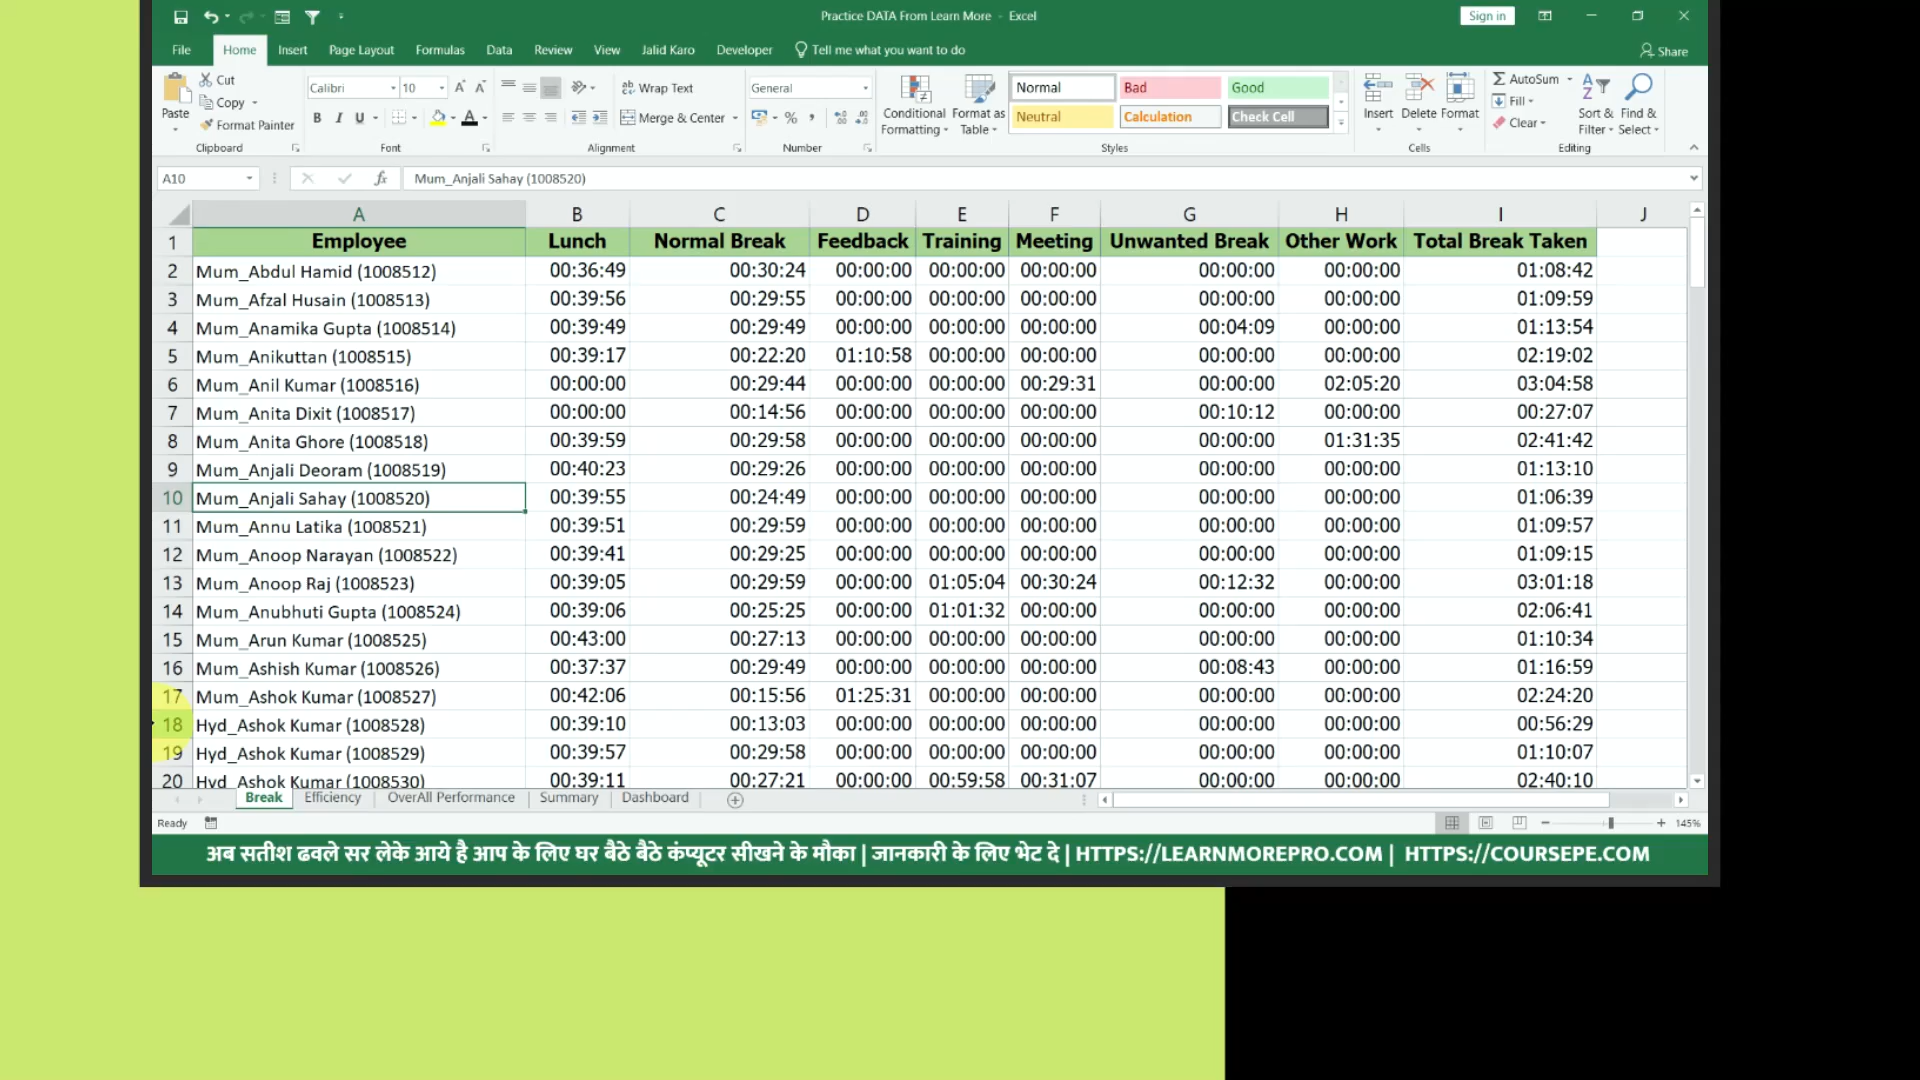 Practice DATA From Learn More - Excel
Sign in
File Home Insert Page Layout Formulas Data Review View Jalid Karo Developer Tell me what you want to do Share
Paste Cut Copy Format Painter Clipboard
Calibri 10 B I U Font
Wrap Text Merge & Center Alignment
General % Number
Conditional Formatting Format as Table Normal Bad Good Neutral Calculation Check Cell Styles
Insert Delete Format Cells
AutoSum Fill Clear Sort & Filter Find & Select Editing
A10 fx Mum_Anjali Sahay (1008520)
A B C D E F G H I J
1 Employee Lunch Normal Break Feedback Training Meeting Unwanted Break Other Work Total Break Taken
2 Mum_Abdul Hamid (1008512) 00:36:49 00:30:24 00:00:00 00:00:00 00:00:00 00:00:00 00:00:00 01:08:42
3 Mum_Afzal Husain (1008513) 00:39:56 00:29:55 00:00:00 00:00:00 00:00:00 00:00:00 00:00:00 01:09:59
4 Mum_Anamika Gupta (1008514) 00:39:49 00:29:49 00:00:00 00:00:00 00:00:00 00:04:09 00:00:00 01:13:54
5 Mum_Anikuttan (1008515) 00:39:17 00:22:20 01:10:58 00:00:00 00:00:00 00:00:00 00:00:00 02:19:02
6 Mum_Anil Kumar (1008516) 00:00:00 00:29:44 00:00:00 00:00:00 00:29:31 00:00:00 02:05:20 03:04:58
7 Mum_Anita Dixit (1008517) 00:00:00 00:14:56 00:00:00 00:00:00 00:00:00 00:10:12 00:00:00 00:27:07
8 Mum_Anita Ghore (1008518) 00:39:59 00:29:58 00:00:00 00:00:00 00:00:00 00:00:00 01:31:35 02:41:42
9 Mum_Anjali Deoram (1008519) 00:40:23 00:29:26 00:00:00 00:00:00 00:00:00 00:00:00 00:00:00 01:13:10
10 Mum_Anjali Sahay (1008520) 00:39:55 00:24:49 00:00:00 00:00:00 00:00:00 00:00:00 00:00:00 01:06:39
11 Mum_Annu Latika (1008521) 00:39:51 00:29:59 00:00:00 00:00:00 00:00:00 00:00:00 00:00:00 01:09:57
12 Mum_Anoop Narayan (1008522) 00:39:41 00:29:25 00:00:00 00:00:00 00:00:00 00:00:00 00:00:00 01:09:15
13 Mum_Anoop Raj (1008523) 00:39:05 00:29:59 00:00:00 01:05:04 00:30:24 00:12:32 00:00:00 03:01:18
14 Mum_Anubhuti Gupta (1008524) 00:39:06 00:25:25 00:00:00 01:01:32 00:00:00 00:00:00 00:00:00 02:06:41
15 Mum_Arun Kumar (1008525) 00:43:00 00:27:13 00:00:00 00:00:00 00:00:00 00:00:00 00:00:00 01:10:34
16 Mum_Ashish Kumar (1008526) 00:37:37 00:29:49 00:00:00 00:00:00 00:00:00 00:08:43 00:00:00 01:16:59
17 Mum_Ashok Kumar (1008527) 00:42:06 00:15:56 01:25:31 00:00:00 00:00:00 00:00:00 00:00:00 02:24:20
18 Hyd_Ashok Kumar (1008528) 00:39:10 00:13:03 00:00:00 00:00:00 00:00:00 00:00:00 00:00:00 00:56:29
19 Hyd_Ashok Kumar (1008529) 00:39:57 00:29:58 00:00:00 00:00:00 00:00:00 00:00:00 00:00:00 01:10:07
20 Hyd_Ashok Kumar (1008530) 00:39:11 00:27:21 00:00:00 00:59:58 00:31:07 00:00:00 00:00:00 02:40:10
Break Efficiency OverAll Performance Summary Dashboard
Ready 145%
अब सतीश ढवले सर लेके आये है आप के लिए घर बैठे बैठे कंप्यूटर सीखने के मौका | जानकारी के लिए भेट दे | HTTPS://LEARNMOREPRO.COM | HTTPS://COURSEPE.COM